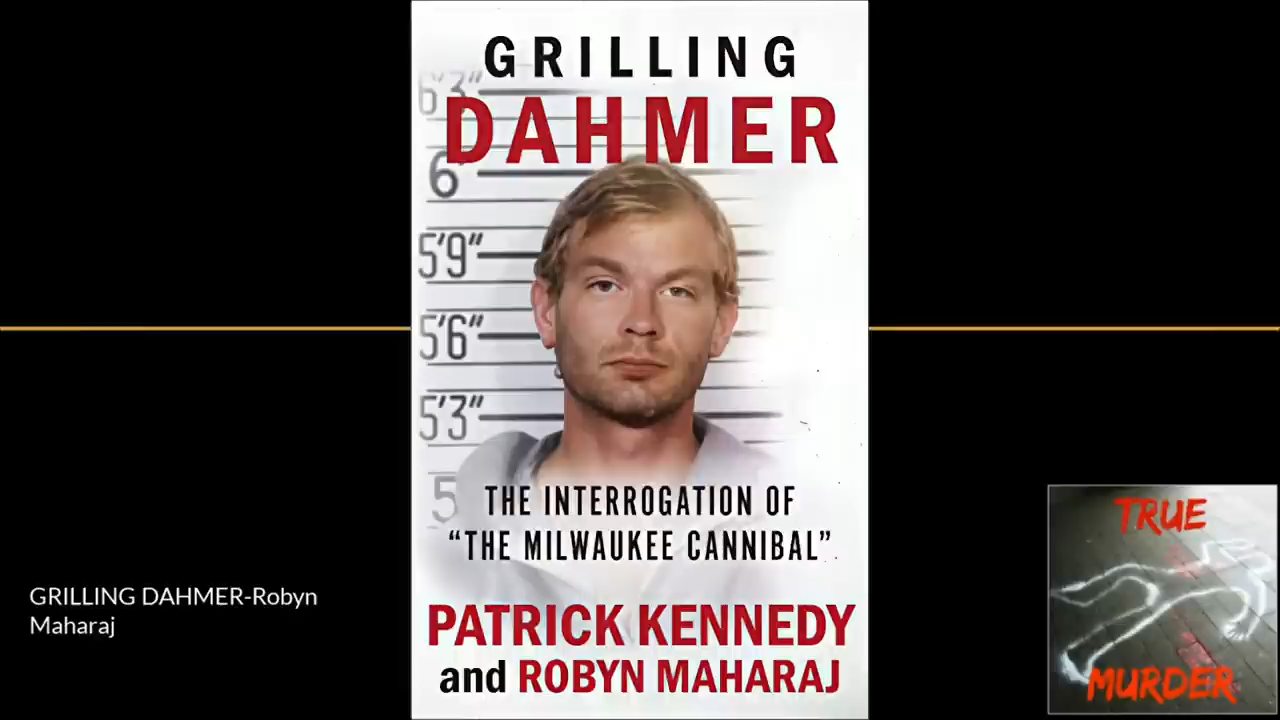 GRILLING
DAHMER
6'3"
6'
5'9"
5'6"
5'3"
5
THE INTERROGATION OF
“THE MILWAUKEE CANNIBAL”
PATRICK KENNEDY
and ROBYN MAHARAJ
GRILLING DAHMER-Robyn
Maharaj
TRUE
MURDER